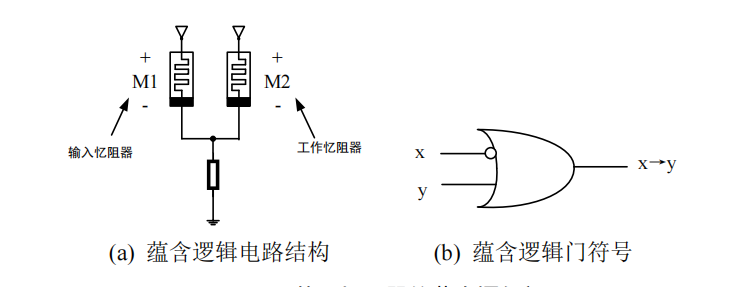 + +
M1 M2
- -
输入忆阻器 工作忆阻器
x x→y
y
(a) 蕴含逻辑电路结构 (b) 蕴含逻辑门符号